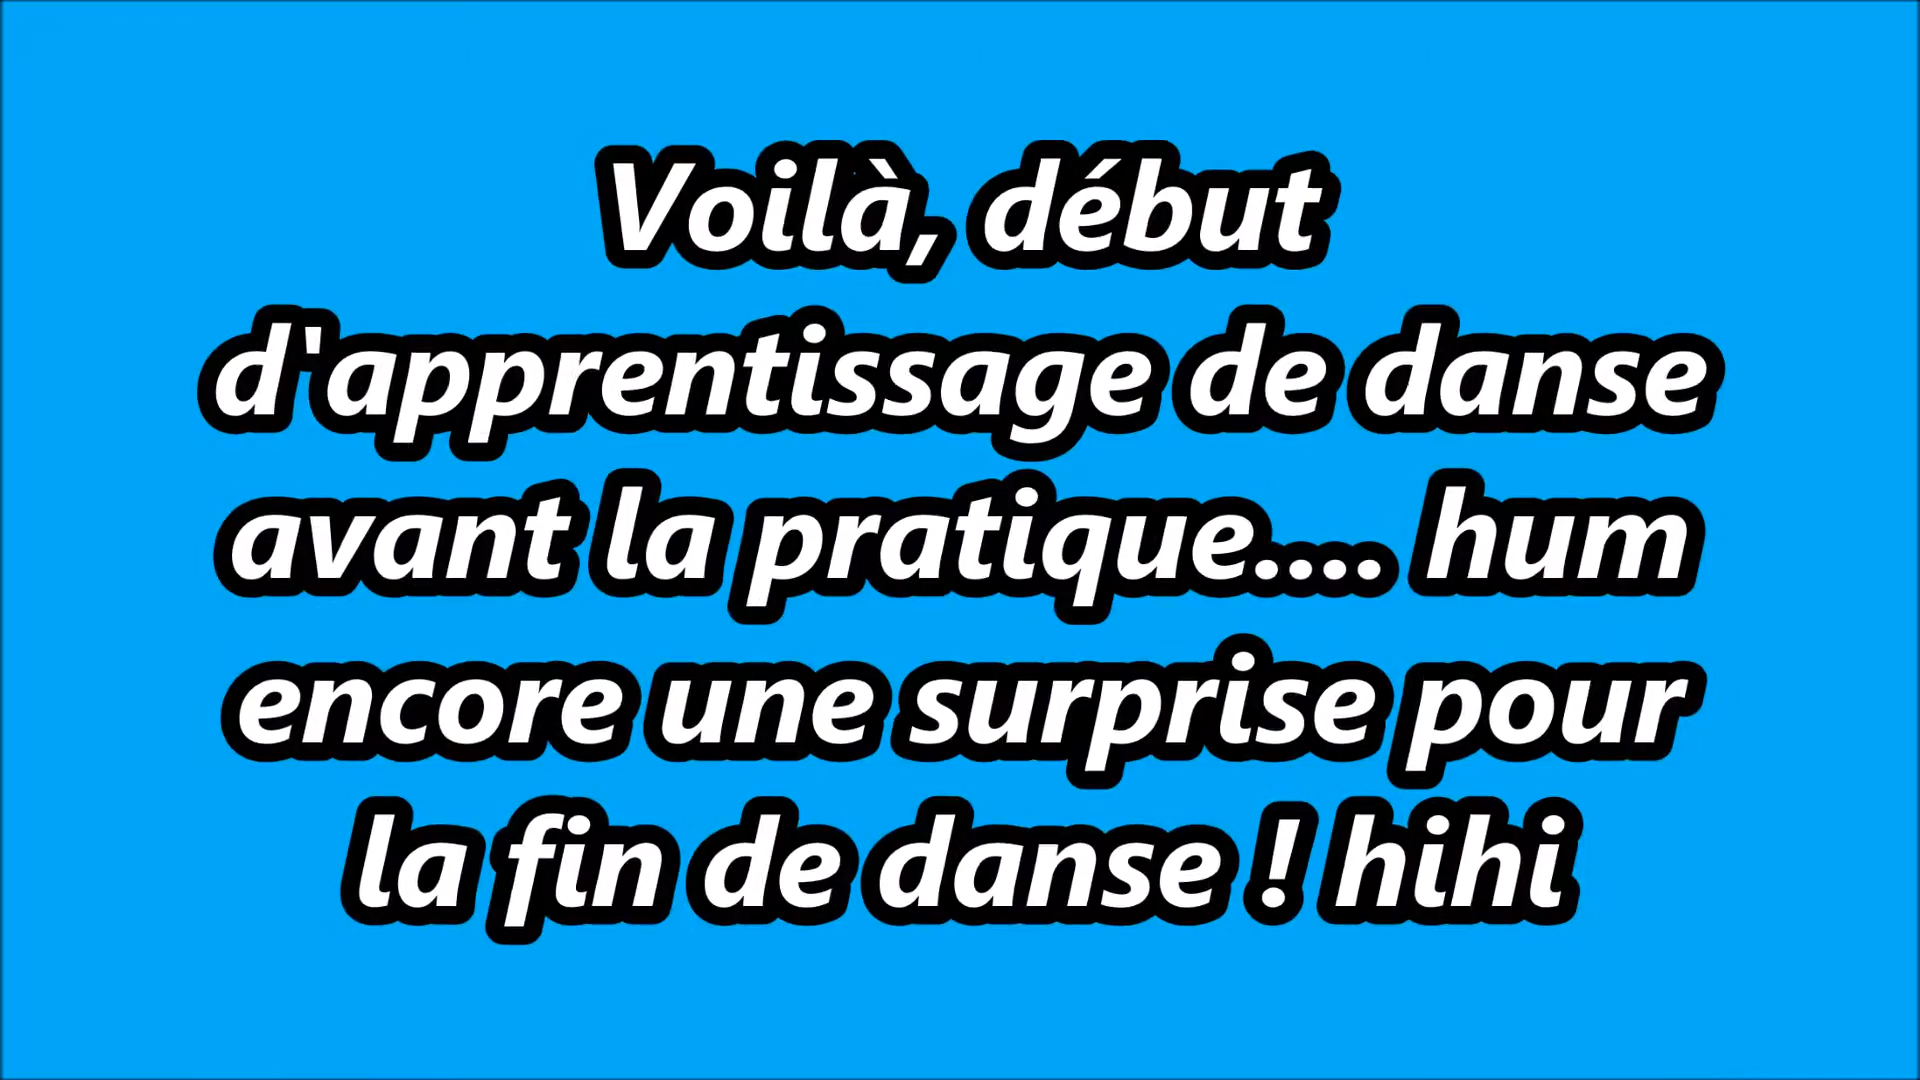 Voilà, début
d'apprentissage de danse
avant la pratique.... hum
encore une surprise pour
la fin de danse ! hihi